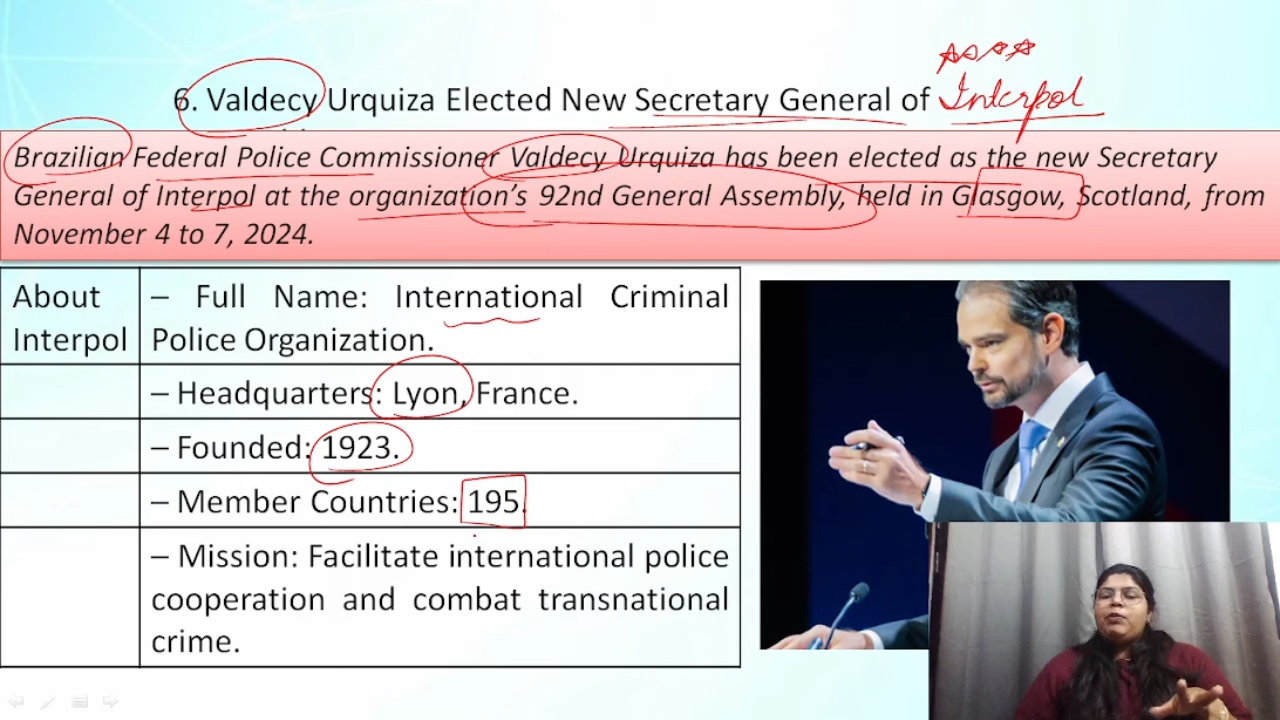 6. Valdecy Urquiza Elected New Secretary General of Interpol
Brazilian Federal Police Commissioner Valdecy Urquiza has been elected as the new Secretary
General of Interpol at the organization's 92nd General Assembly, held in Glasgow, Scotland, from
November 4 to 7, 2024.
About
Interpol
– Full Name: International Criminal
Police Organization.
– Headquarters: Lyon, France.
– Founded: 1923.
– Member Countries: 195.
– Mission: Facilitate international police
cooperation and combat transnational
crime.